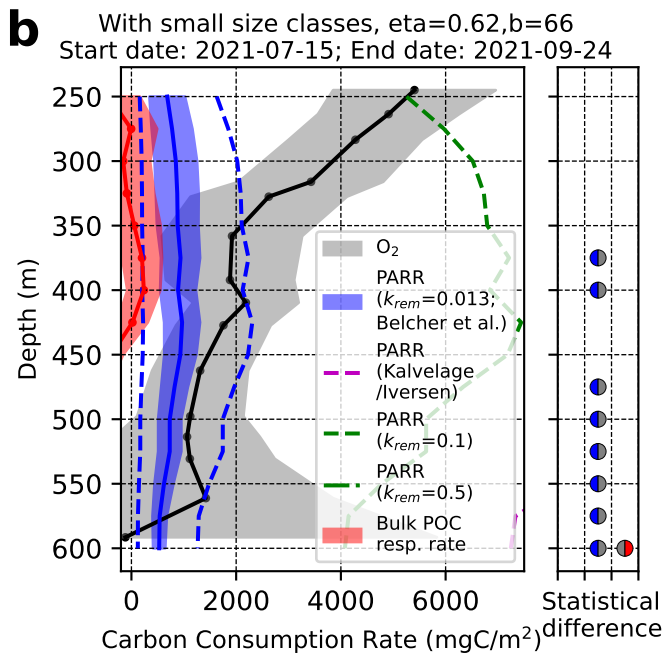 b
With small size classes, eta=0.62,b=66
Start date: 2021-07-15; End date: 2021-09-24
250
300
350
400
450
500
550
600
Depth (m)
O2
PARR
(krem=0.013;
Belcher et al.)
PARR
(Kalvelage
/Iversen)
PARR
(krem=0.1)
PARR
(krem=0.5)
Bulk POC
resp. rate
0 2000 4000 6000
Carbon Consumption Rate (mgC/m²)
Statistical
difference